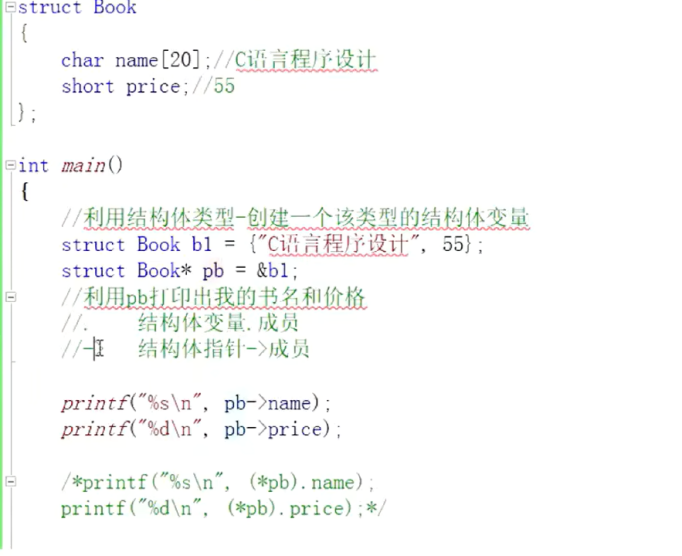 struct Book
{
char name[20];//C语言程序设计
short price;//55
};
int main()
{
//利用结构体类型-创建一个该类型的结构体变量
struct Book b1 = {"C语言程序设计", 55};
struct Book* pb = &b1;
//利用pb打印出我的书名和价格
//. 结构体变量.成员
//- 结构体指针->成员
printf("%s\n", pb->name);
printf("%d\n", pb->price);
/*printf("%s\n", (*pb).name);
printf("%d\n", (*pb).price);*/